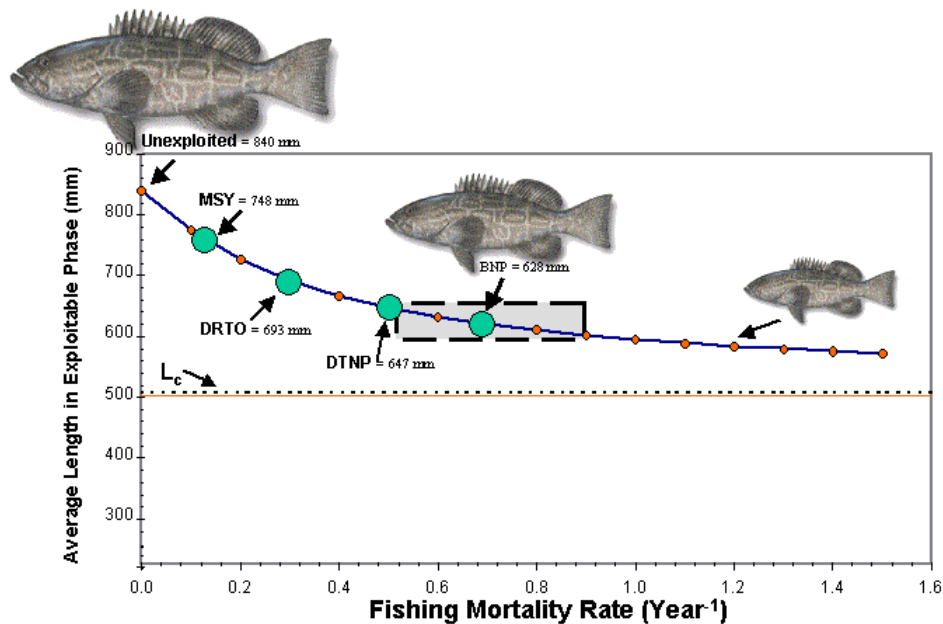 Unexploited = 840 mm
900
MSY = 748 mm
800
BNP = 628 mm
700
DRTO = 693 mm
600
DTNP = 647 mm
Lc
500
400
300
Average Length in Exploitable Phase (mm)
0.0 0.2 0.4 0.6 0.8 1.0 1.2 1.4 1.6
Fishing Mortality Rate (Year⁻¹)